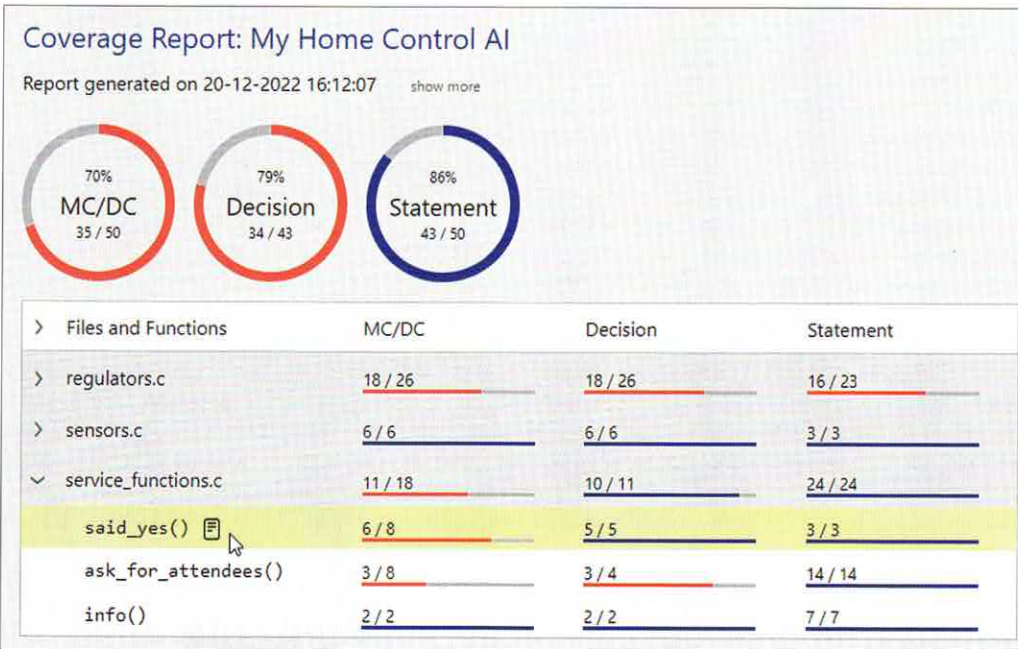 Coverage Report: My Home Control AI
Report generated on 20-12-2022 16:12:07 show more
70% 79% 86%
MC/DC Decision Statement
35 / 50 34 / 43 43 / 50
Files and Functions MC/DC Decision Statement
regulators.c 18 / 26 18 / 26 16 / 23
sensors.c 6 / 6 6 / 6 3 / 3
service_functions.c 11 / 18 10 / 11 24 / 24
said_yes() 6 / 8 5 / 5 3 / 3
ask_for_attendees() 3 / 8 3 / 4 14 / 14
info() 2 / 2 2 / 2 7 / 7